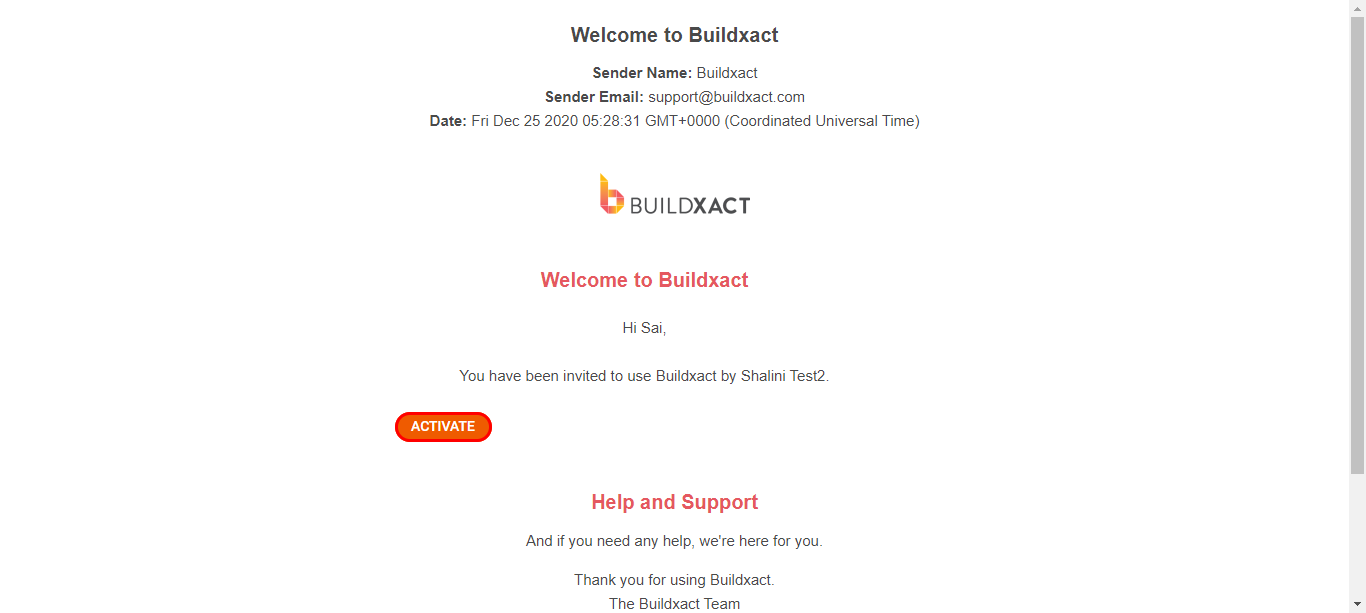 Welcome to Buildxact
Sender Name: Buildxact
Sender Email: support@buildxact.com
Date: Fri Dec 25 2020 05:28:31 GMT+0000 (Coordinated Universal Time)
BUILDXACT
Welcome to Buildxact
Hi Sai,
You have been invited to use Buildxact by Shalini Test2.
ACTIVATE
Help and Support
And if you need any help, we're here for you.
Thank you for using Buildxact.
The Buildxact Team